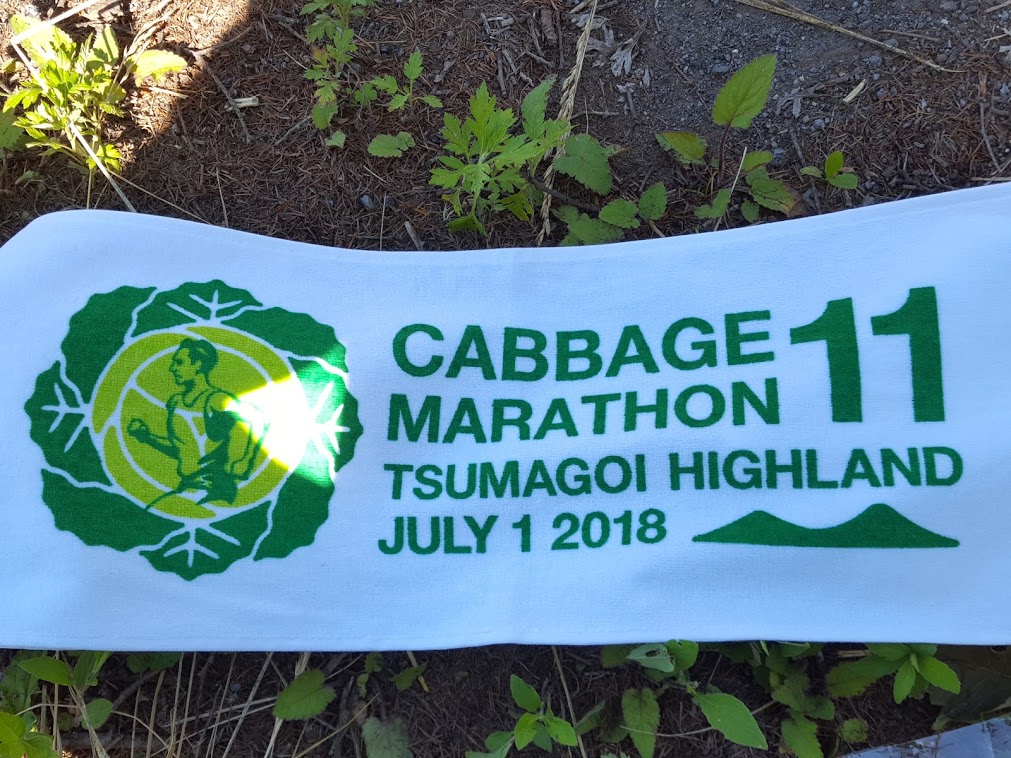 CABBAGE 11
MARATHON
TSUMAGOI HIGHLAND
JULY 1 2018